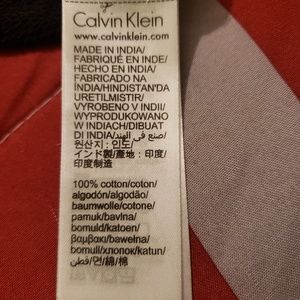 Calvin Klein
www.calvinklein.com
MADE IN INDIA/
FABRIQUÉ EN INDE/
HECHO EN INDIA/
FABRICADO NA
ÍNDIA/HINDISTAN'DA
ÜRETILMISTIR/
VYROBENO V INDII/
WYPRODUKOWANO
W INDIACH/DIBUAT
DI INDIA/صنع في الهند/
원산지 : 인도/
インド製/產地 : 印度/
印度制造
100% cotton/coton/
algodón/algodão/
baumwolle/cotone/
pamuk/bavlna/
bomuld/katoen/
βαμβακι/bawełna/
bomull/хлопок/katun/
قطن/면/綿/棉